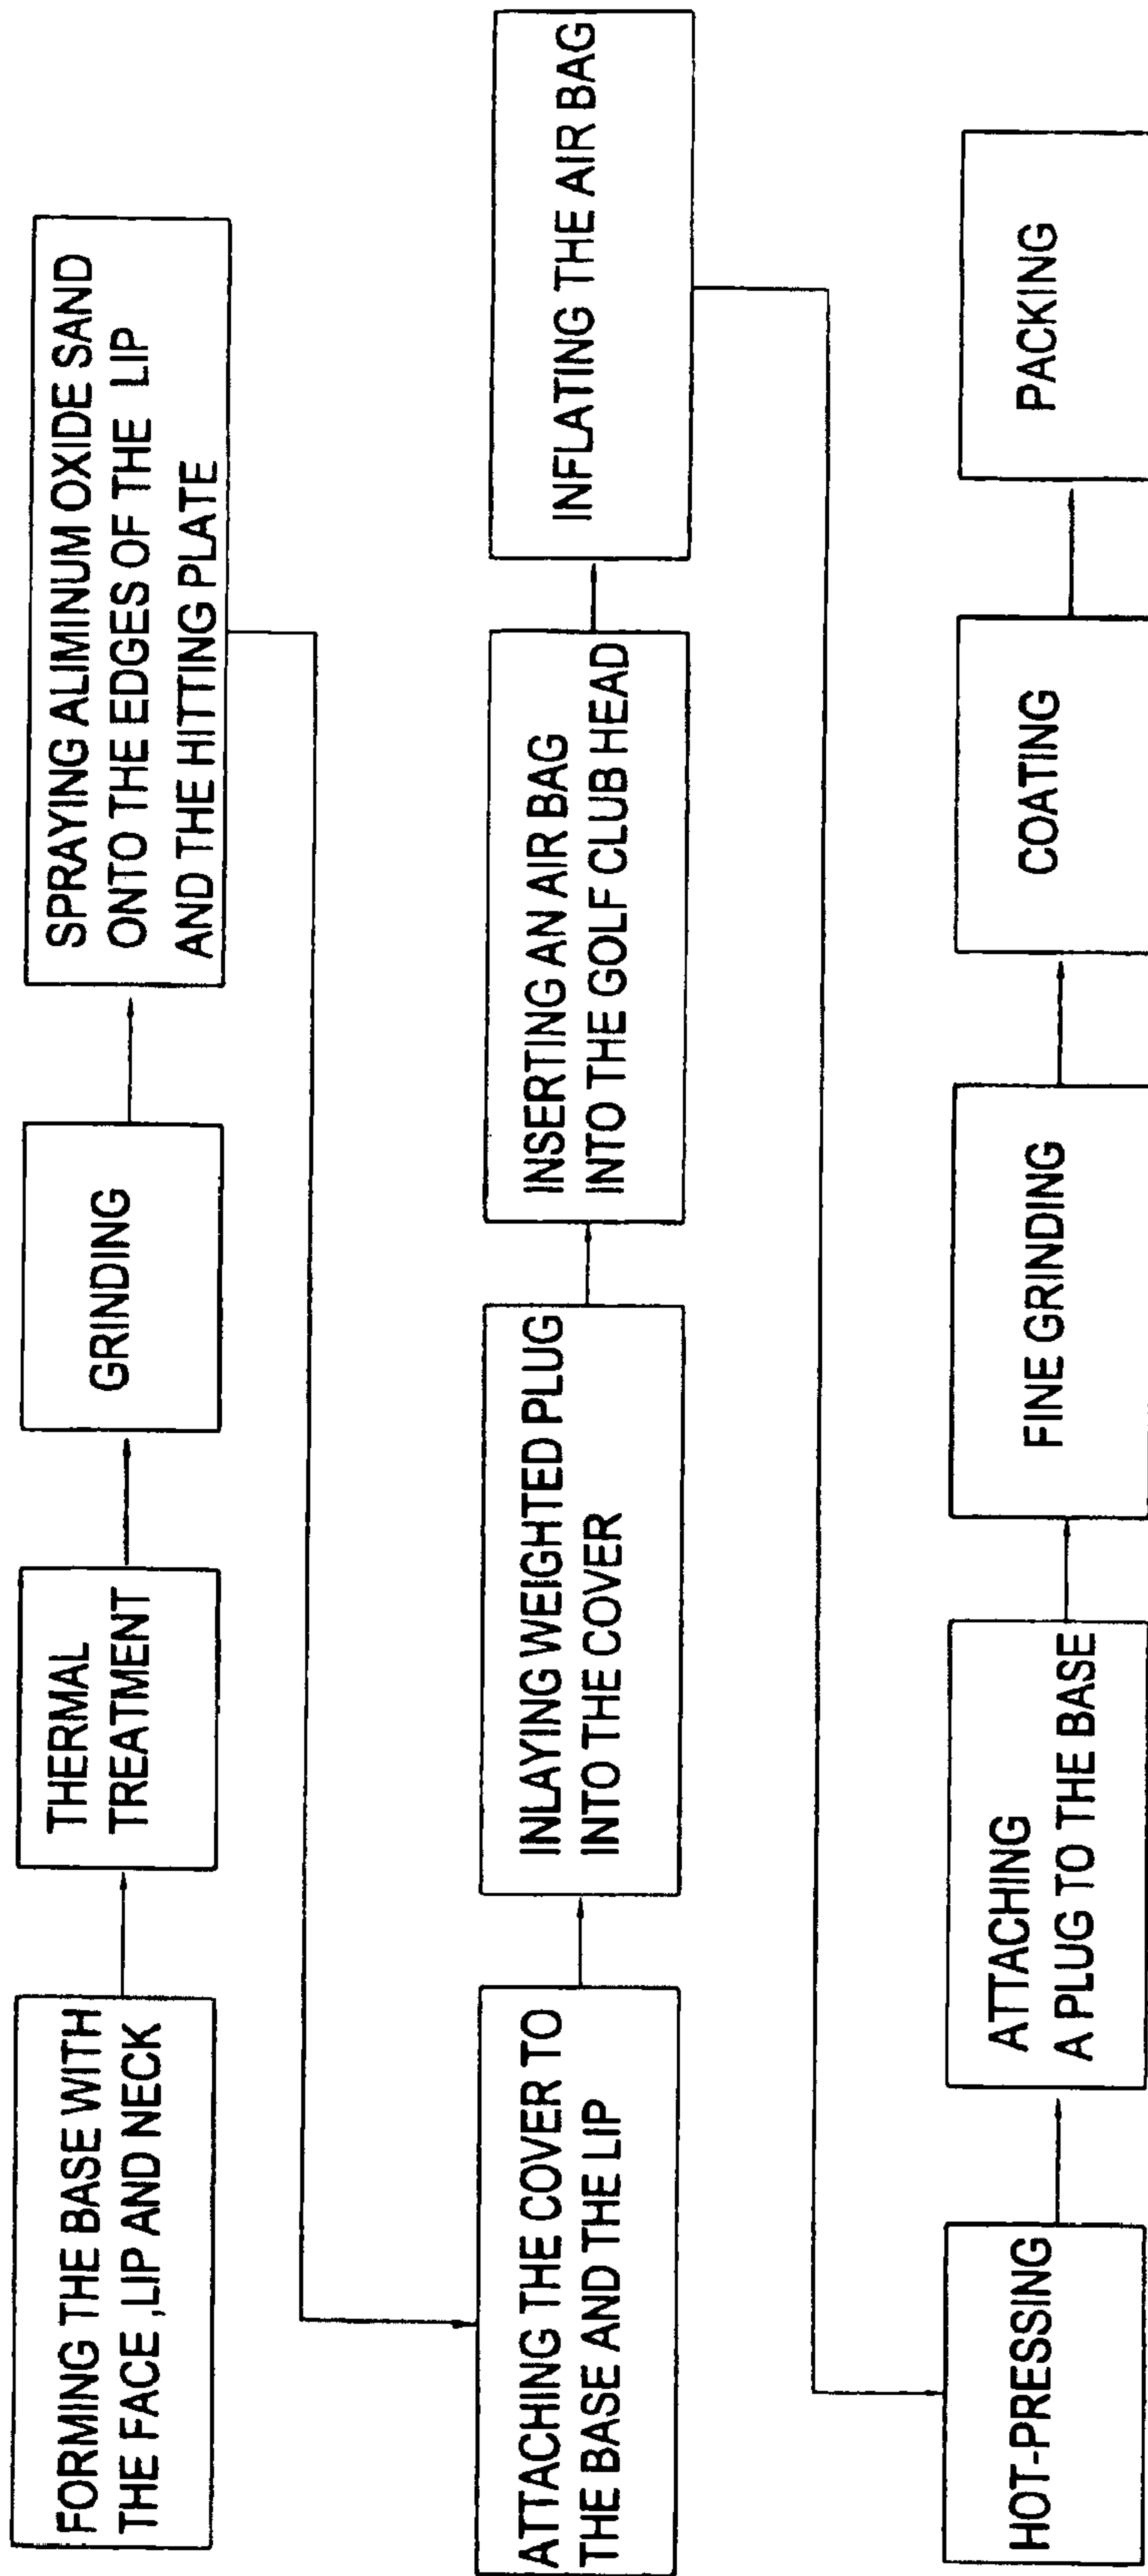 FORMING THE BASE WITH
THE FACE ,LIP AND NECK
THERMAL
TREATMENT
GRINDING
SPRAYING ALIMINUM OXIDE SAND
ONTO THE EDGES OF THE LIP
AND THE HITTING PLATE
ATTACHING THE COVER TO
THE BASE AND THE LIP
INLAYING WEIGHTED PLUG
INTO THE COVER
INSERTING AN AIR BAG
INTO THE GOLF CLUB HEAD
INFLATING THE AIR BAG
HOT-PRESSING
ATTACHING
A PLUG TO THE BASE
FINE GRINDING
COATING
PACKING